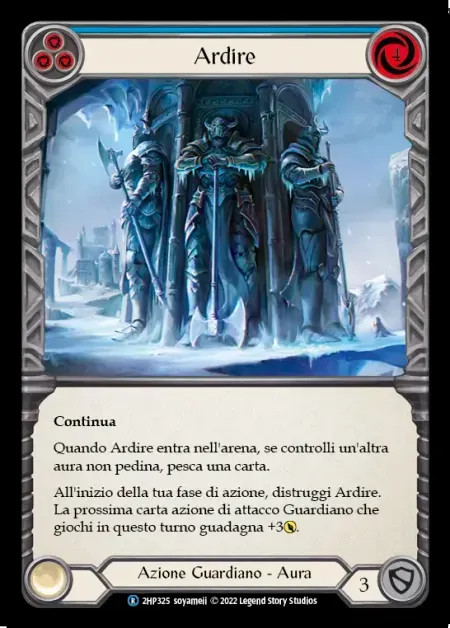 4
Ardire
Continua
Quando Ardire entra nell'arena, se controlli un'altra
aura non pedina, pesca una carta.
All'inizio della tua fase di azione, distruggi Ardire.
La prossima carta azione di attacco Guardiano che
giochi in questo turno guadagna +3.
Azione Guardiano - Aura
3
R 2HP325 soyameii ©2022 Legend Story Studios